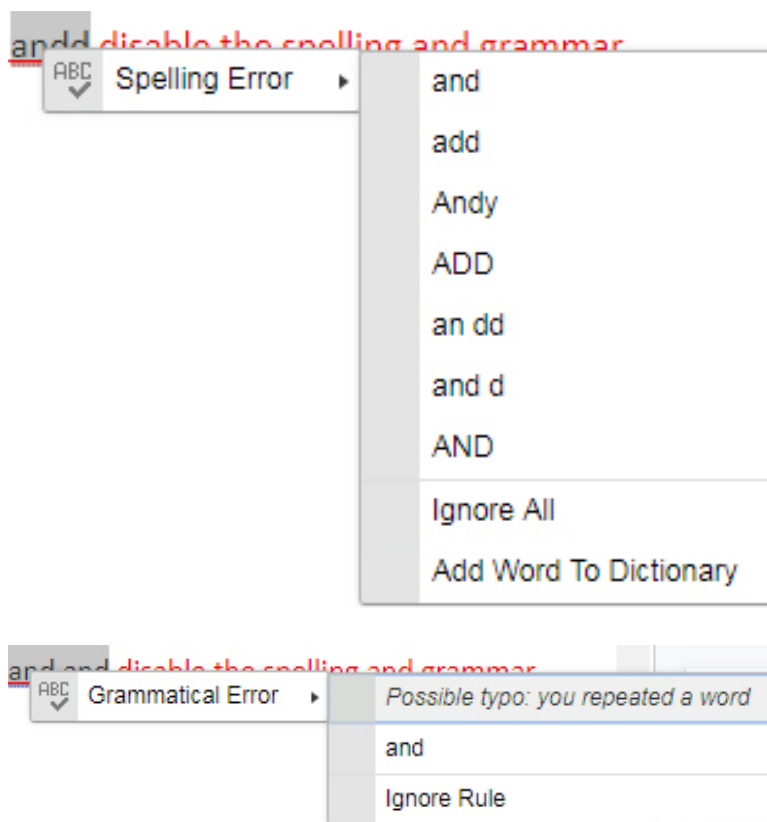 andd disable the spelling and grammar
ABC Spelling Error
and
add
Andy
ADD
an dd
and d
AND
Ignore All
Add Word To Dictionary
and and disable the spelling and grammar
ABC Grammatical Error
Possible typo: you repeated a word
and
Ignore Rule